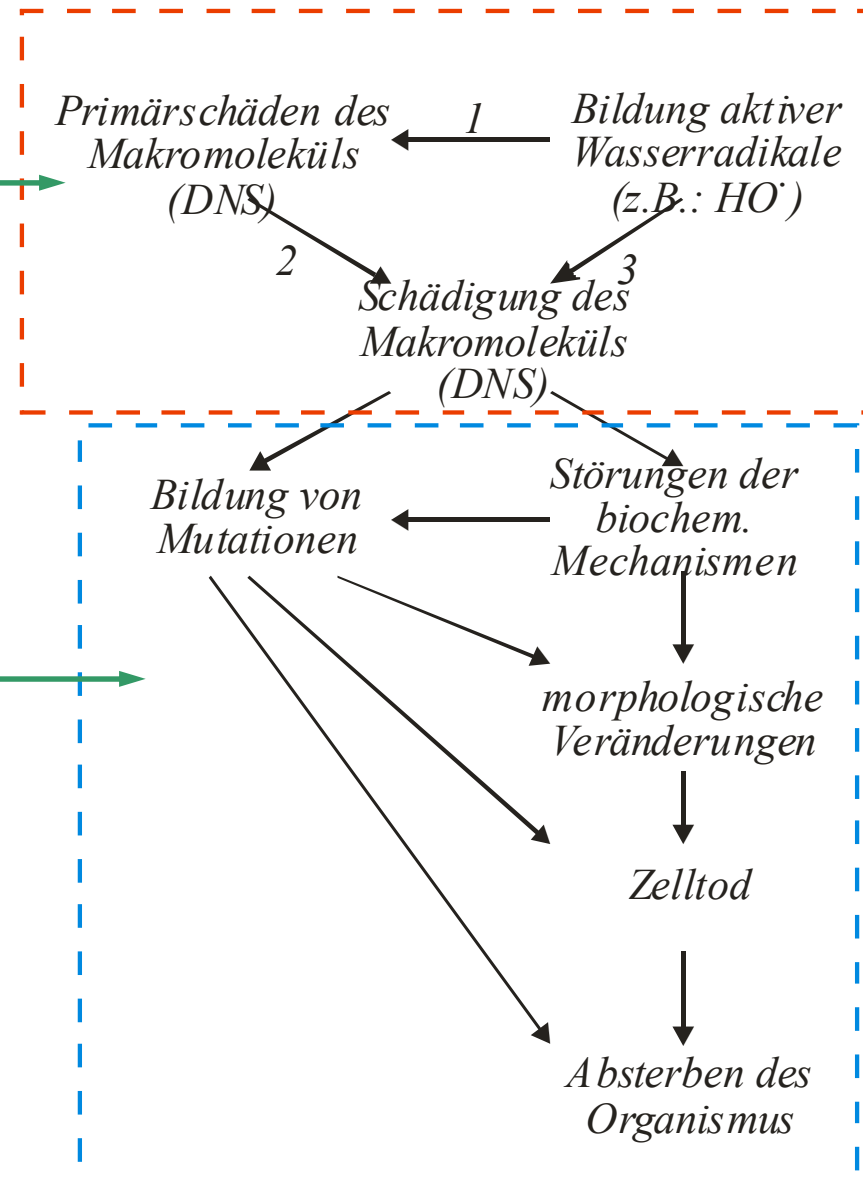 Primärschäden des
Makromoleküls
(DNS)
1
Bildung aktiver
Wasserradikale
(z.B.: HO˙)
2
3
Schädigung des
Makromoleküls
(DNS)
Bildung von
Mutationen
Störungen der
biochem.
Mechanismen
morphologische
Veränderungen
Zelltod
Absterben des
Organismus